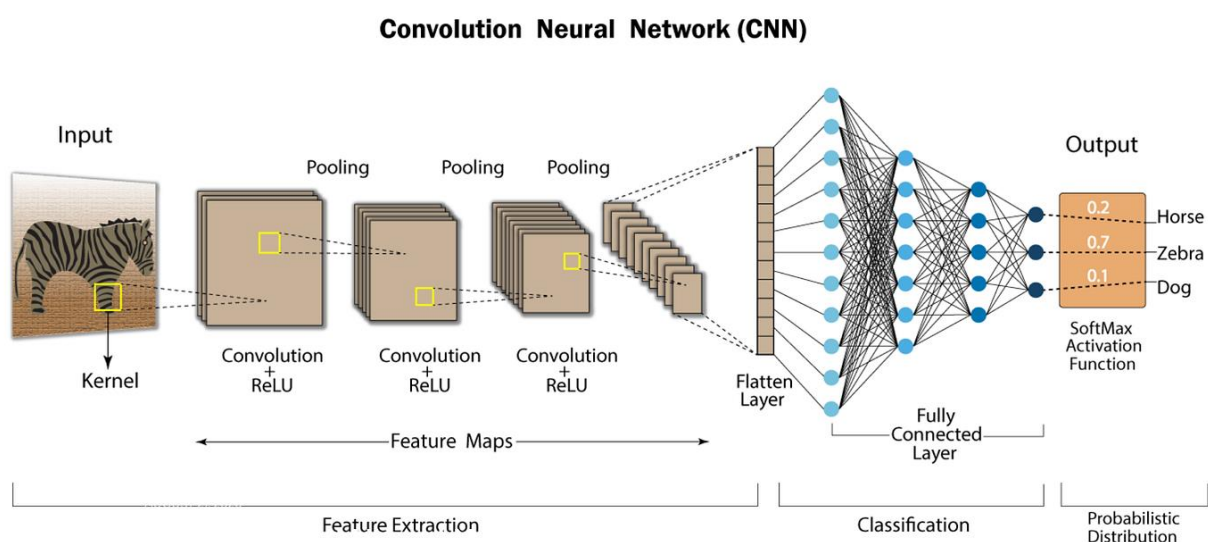 Convolution Neural Network (CNN)
Input
Pooling
Pooling
Pooling
Output
0.2
Horse
0.7
Zebra
0.1
Dog
SoftMax
Activation
Function
Kernel
Convolution
+
ReLU
Convolution
+
ReLU
Convolution
+
ReLU
Flatten
Layer
Feature Maps
Fully
Connected
Layer
Feature Extraction
Classification
Probabilistic
Distribution